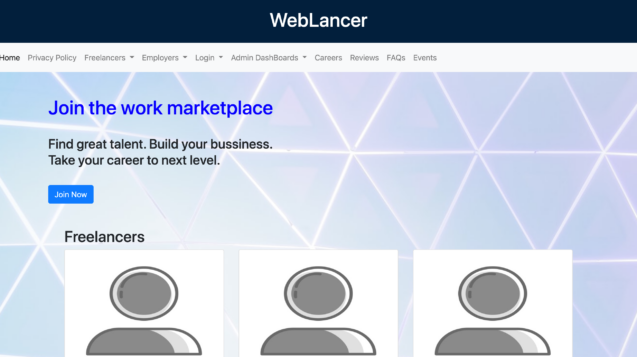 WebLancer
Home Privacy Policy Freelancers Employers Login Admin DashBoards Careers Reviews FAQs Events
Join the work marketplace
Find great talent. Build your bussiness.
Take your career to next level.
Join Now
Freelancers